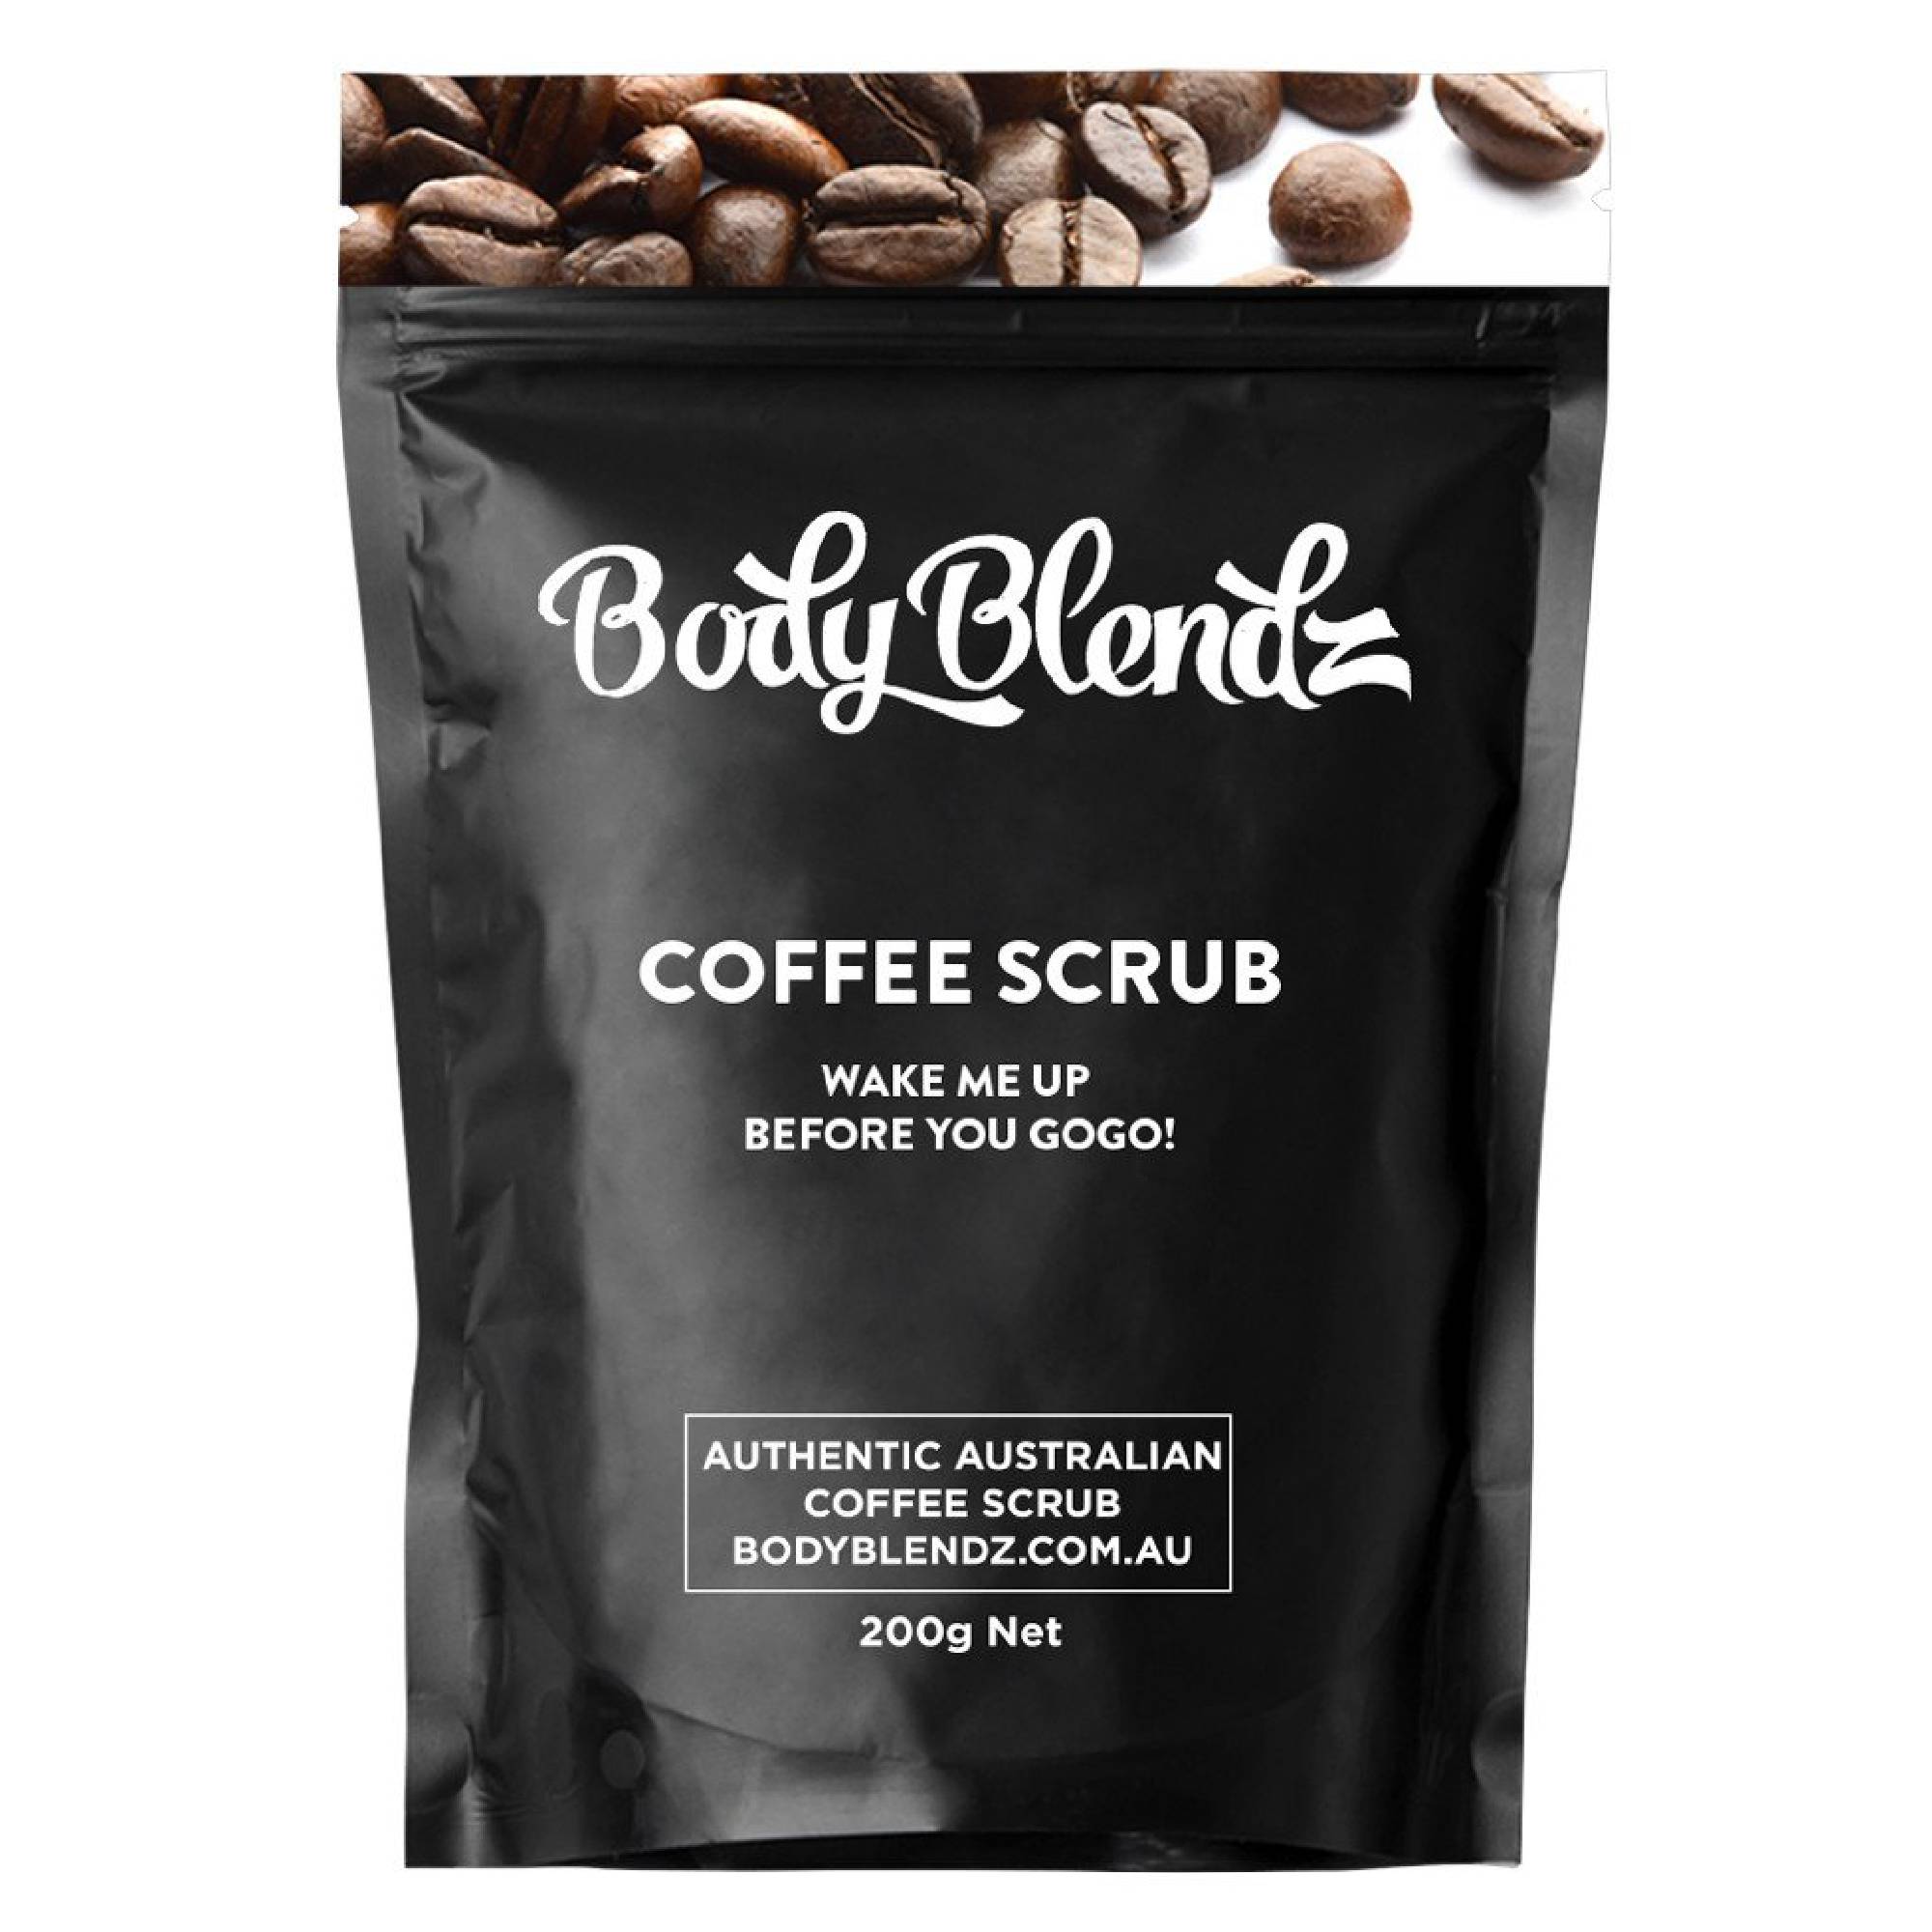 Body Blendz
COFFEE SCRUB
WAKE ME UP
BEFORE YOU GOGO!
AUTHENTIC AUSTRALIAN
COFFEE SCRUB
BODYBLENDZ.COM.AU
200g Net